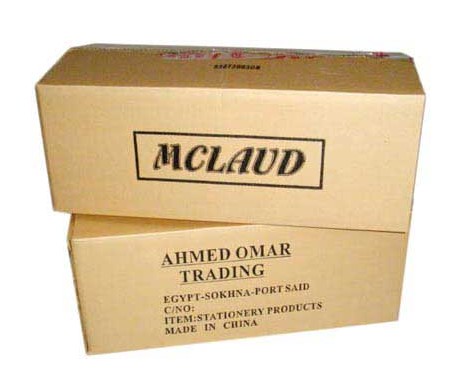 MCLAUD
AHMED OMAR
TRADING
EGYPT-SOKHNA-PORT SAID
C/NO:
ITEM:STATIONERY PRODUCTS
MADE IN CHINA